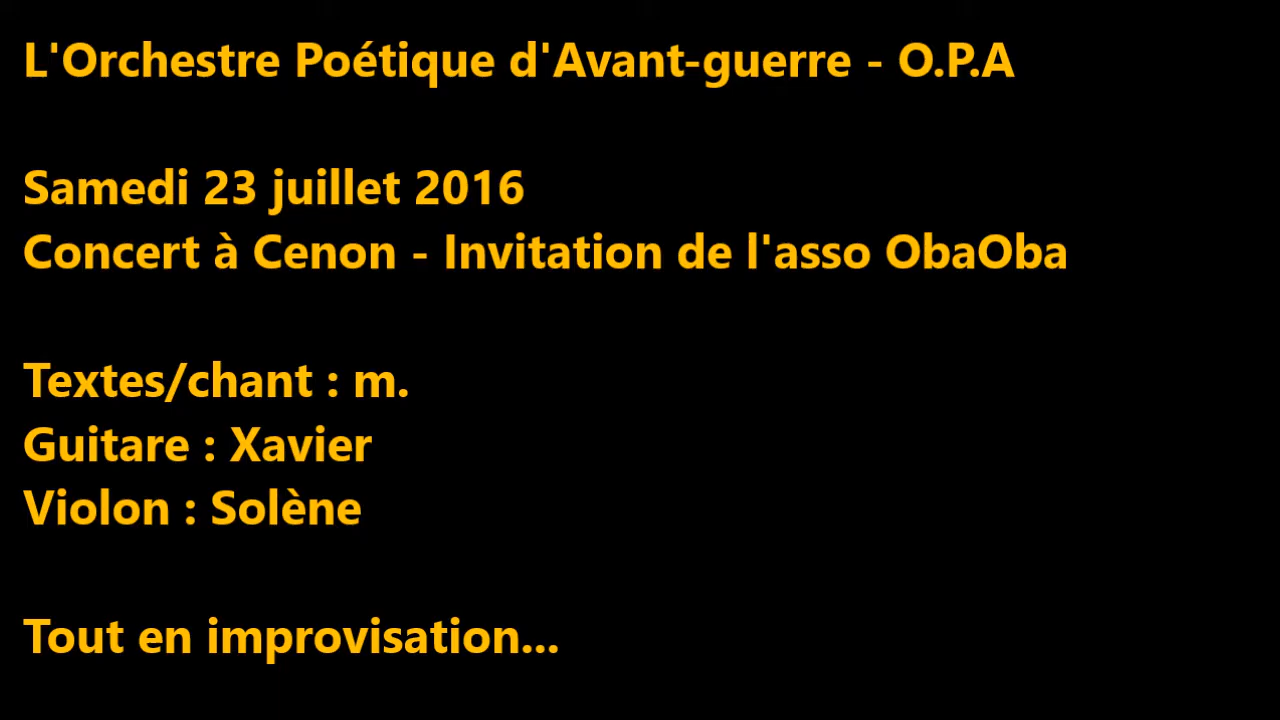 L'Orchestre Poétique d'Avant-guerre - O.P.A
Samedi 23 juillet 2016
Concert à Cenon - Invitation de l'asso ObaOba
Textes/chant : m.
Guitare : Xavier
Violon : Solène
Tout en improvisation...